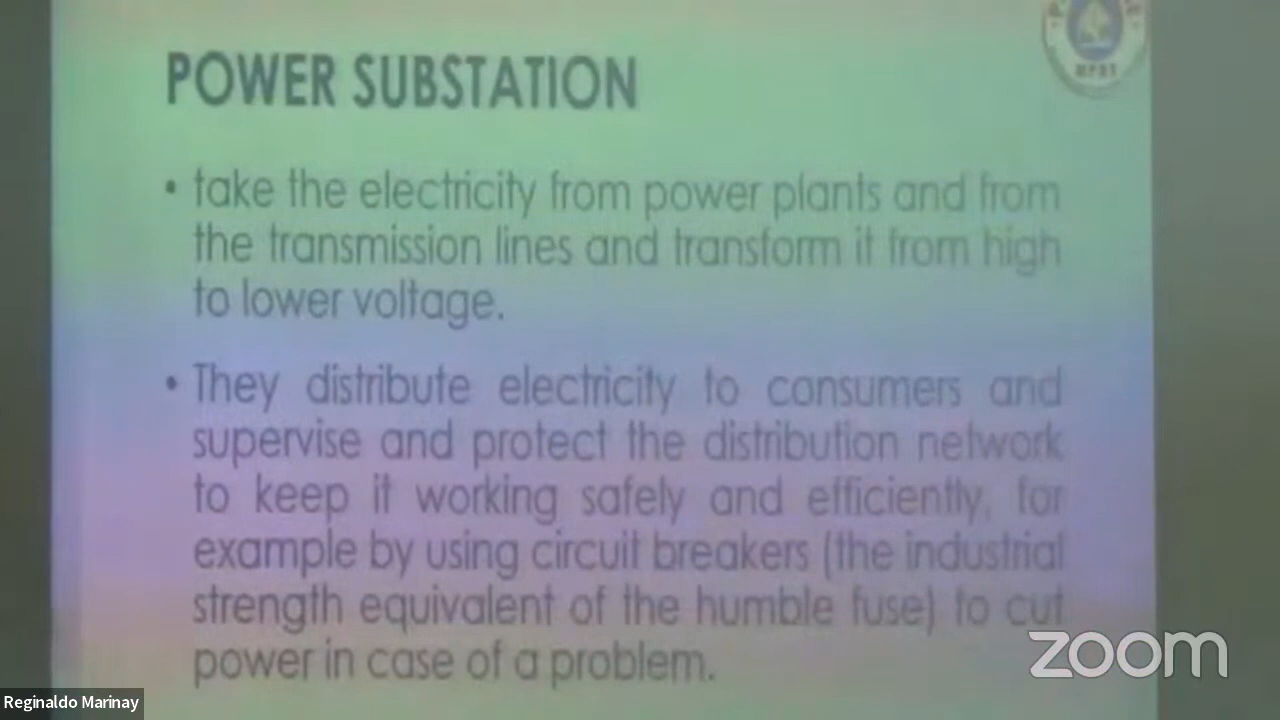 POWER SUBSTATION
• take the electricity from power plants and from
the transmission lines and transform it from high
to lower voltage.
• They distribute electricity to consumers and
supervise and protect the distribution network
to keep it working safely and efficiently, for
example by using circuit breakers (the industrial
strength equivalent of the humble fuse) to cut
power in case of a problem.
zoom
Reginaldo Marinay